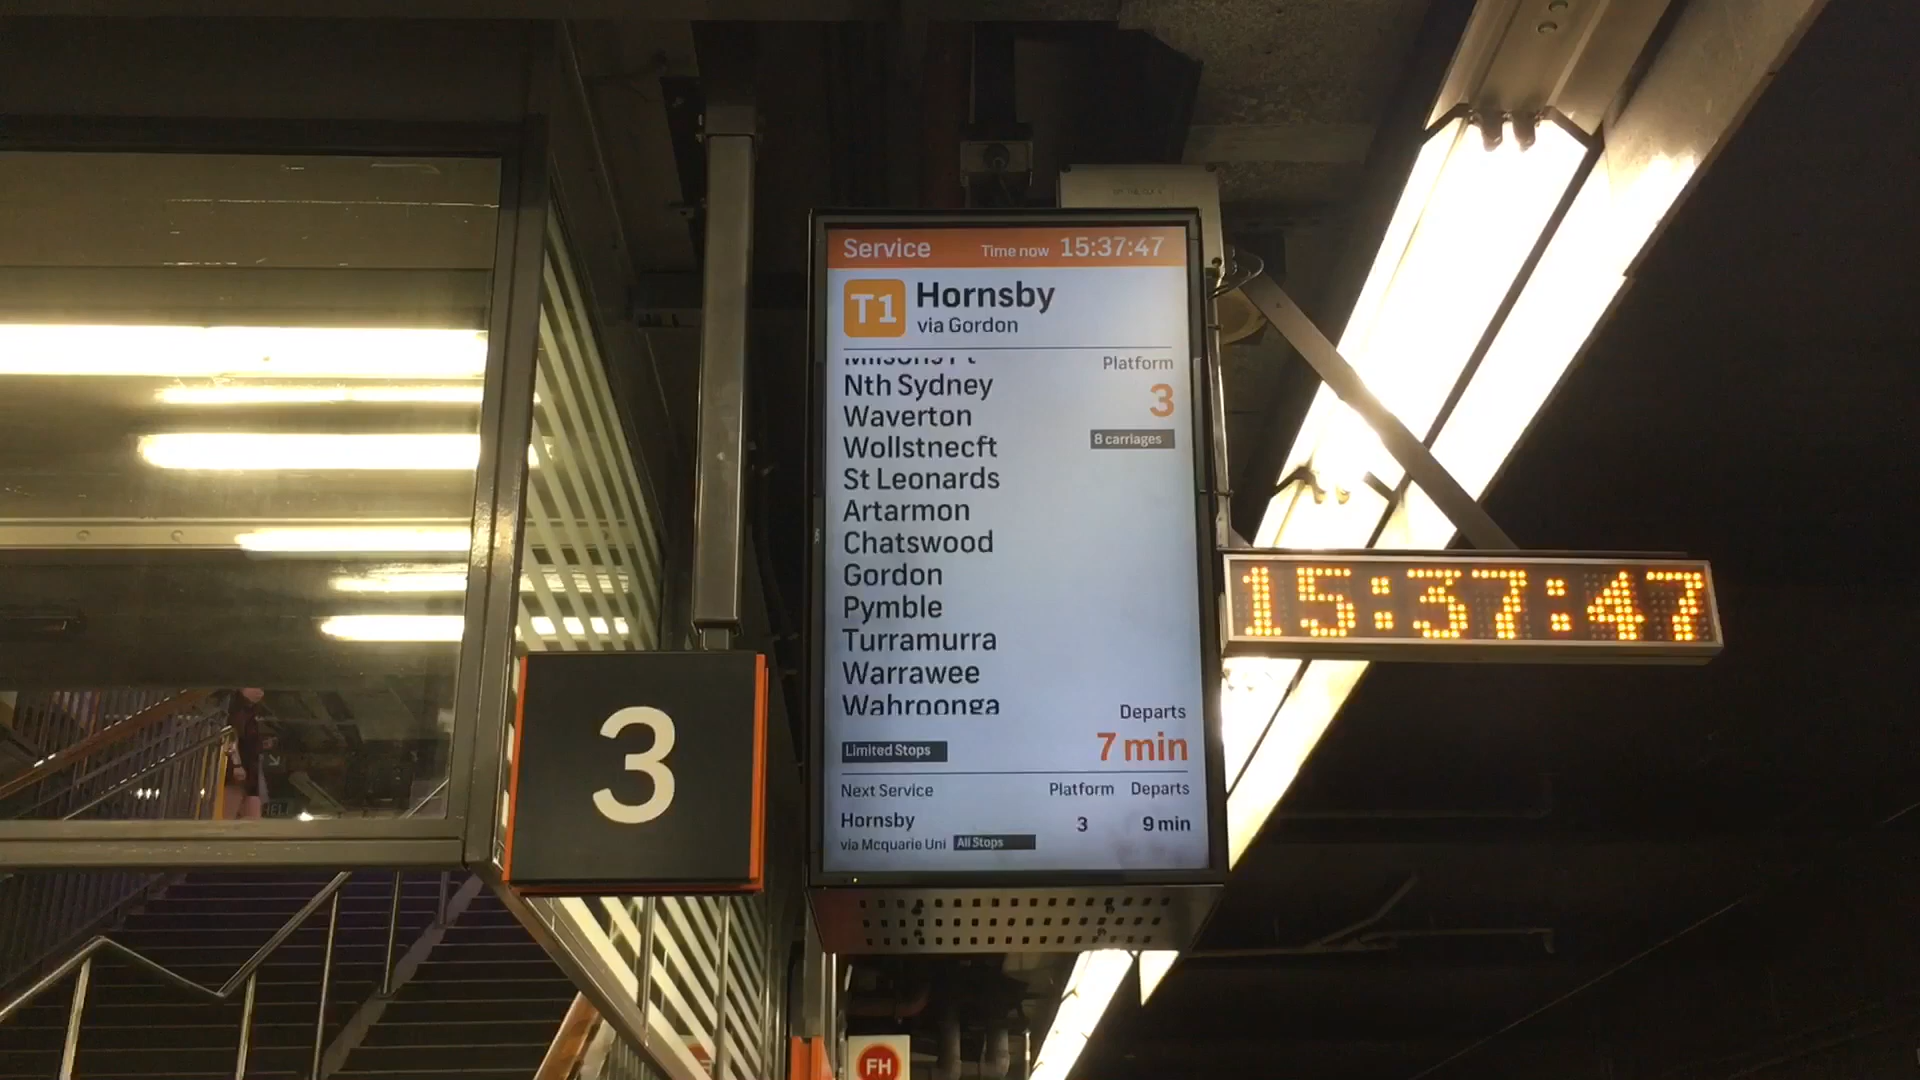 Service Time now 15:37:47
T1 Hornsby
via Gordon
Platform
Nth Sydney
3
Waverton
8 carriages
Wollstnecft
St Leonards
Artarmon
Chatswood
Gordon
Pymble
Turramurra
Warrawee
Wahroonga
Departs
Limited Stops
7 min
Next Service Platform Departs
Hornsby 3 9 min
via Mcquarie Uni All Stops
15:37:47
3
FH